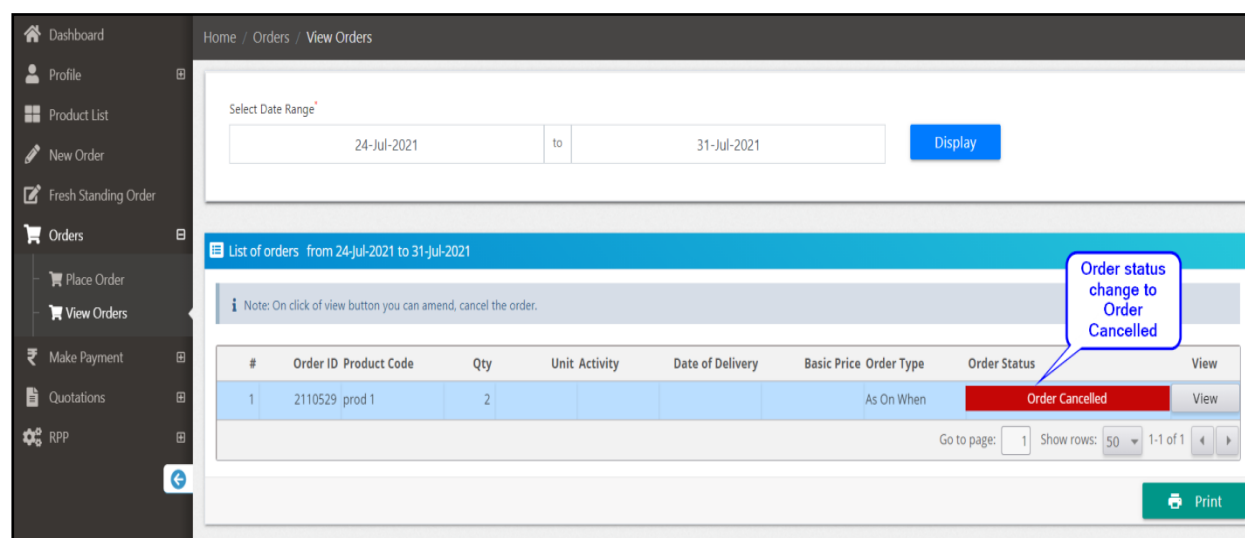 Dashboard
Profile
Product List
New Order
Fresh Standing Order
Orders
Place Order
View Orders
Make Payment
Quotations
RPP
Home / Orders / View Orders
Select Date Range*
24-Jul-2021 to 31-Jul-2021 Display
List of orders from 24-Jul-2021 to 31-Jul-2021
Note: On click of view button you can amend, cancel the order.
Order status
change to
Order
Cancelled
# Order ID Product Code Qty Unit Activity Date of Delivery Basic Price Order Type Order Status View
1 2110529 prod 1 2 As On When Order Cancelled View
Go to page: 1 Show rows: 50 1-1 of 1
Print